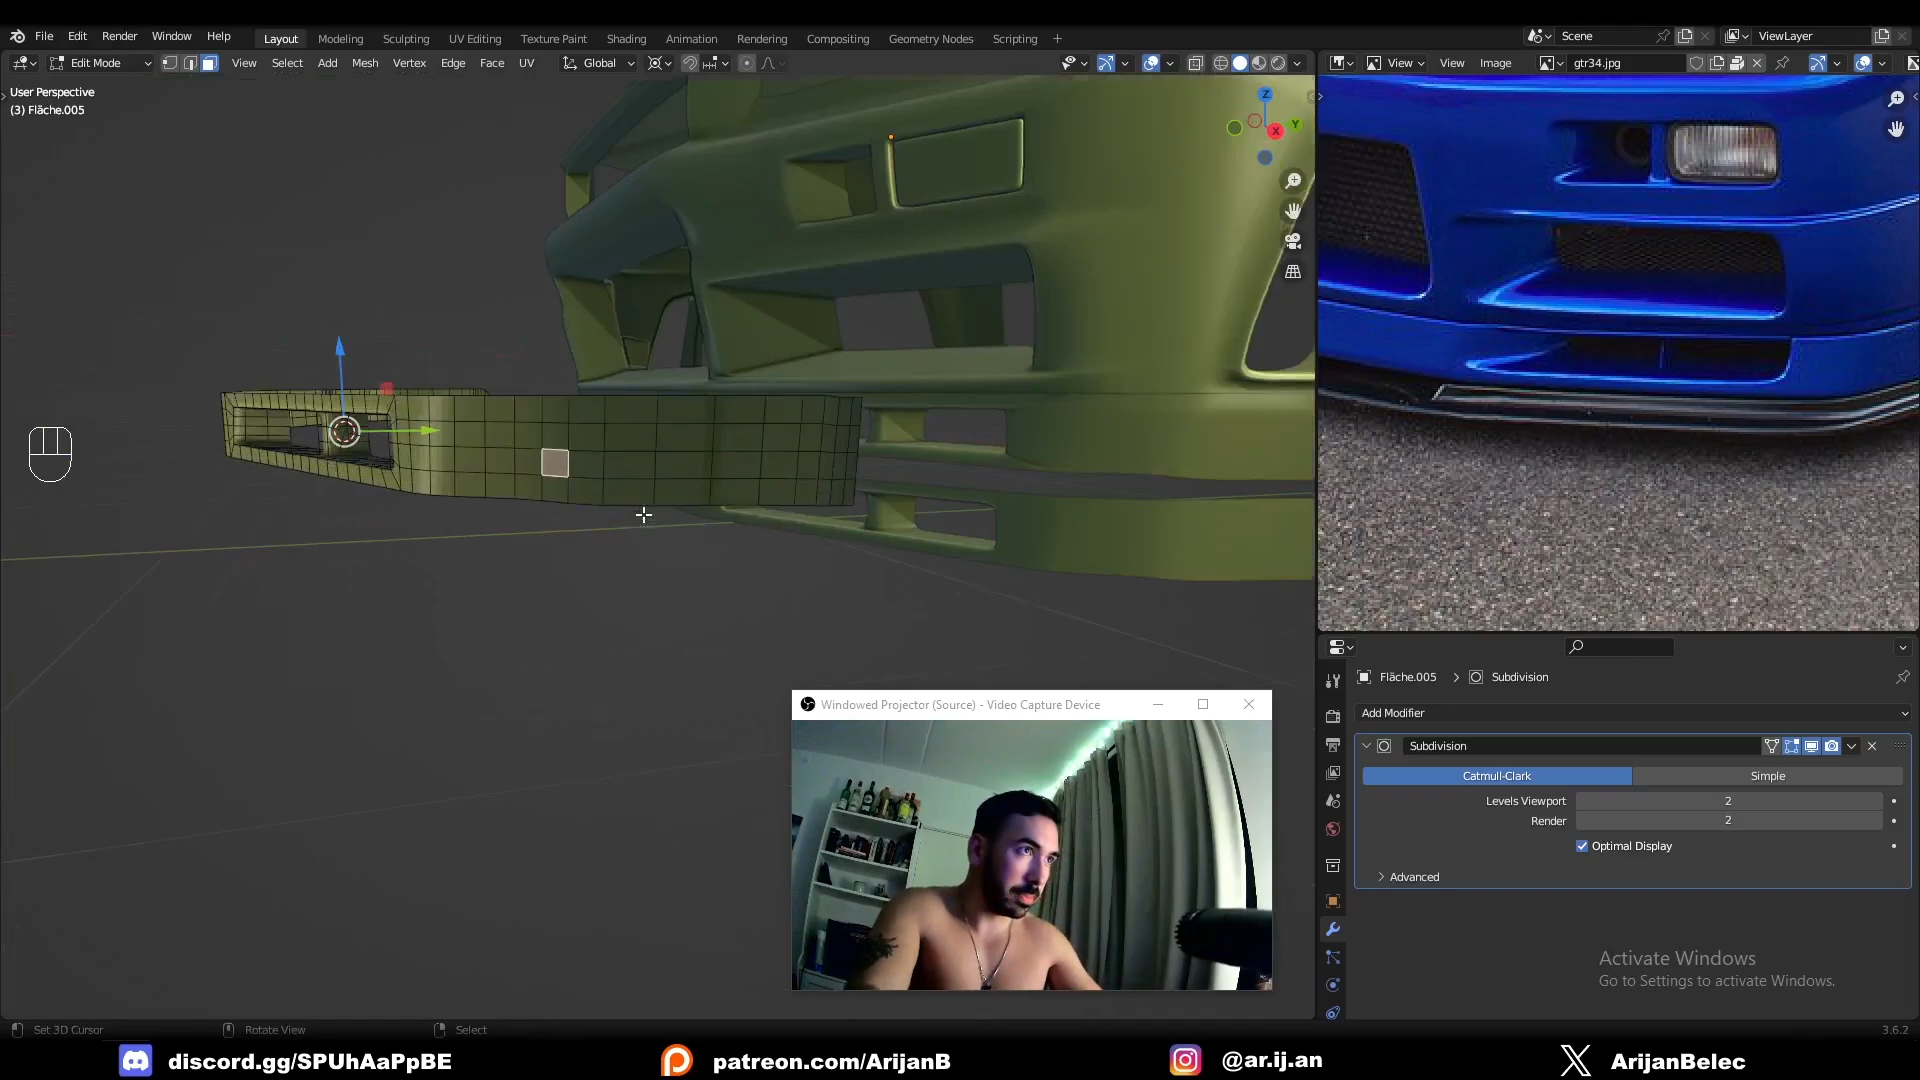 File Edit Render Window Help
Layout Modeling Sculpting UV Editing Texture Paint Shading Animation Rendering Compositing Geometry Nodes Scripting +
Scene
ViewLayer
Edit Mode
View Select Add Mesh Vertex Edge Face UV
Global
View View Image
gtr34.jpg
User Perspective
(3) Fläche.005
Z
Y
X
Fläche.005 > Subdivision
Add Modifier
Subdivision
Catmull-Clark Simple
Levels Viewport 2
Render 2
Optimal Display
Advanced
Windowed Projector (Source) - Video Capture Device
Activate Windows
Go to Settings to activate Windows.
Set 3D Cursor Rotate View Select
3.6.2
discord.gg/SPUhAaPpBE patreon.com/ArijanB @ar.ij.an ArijanBelec